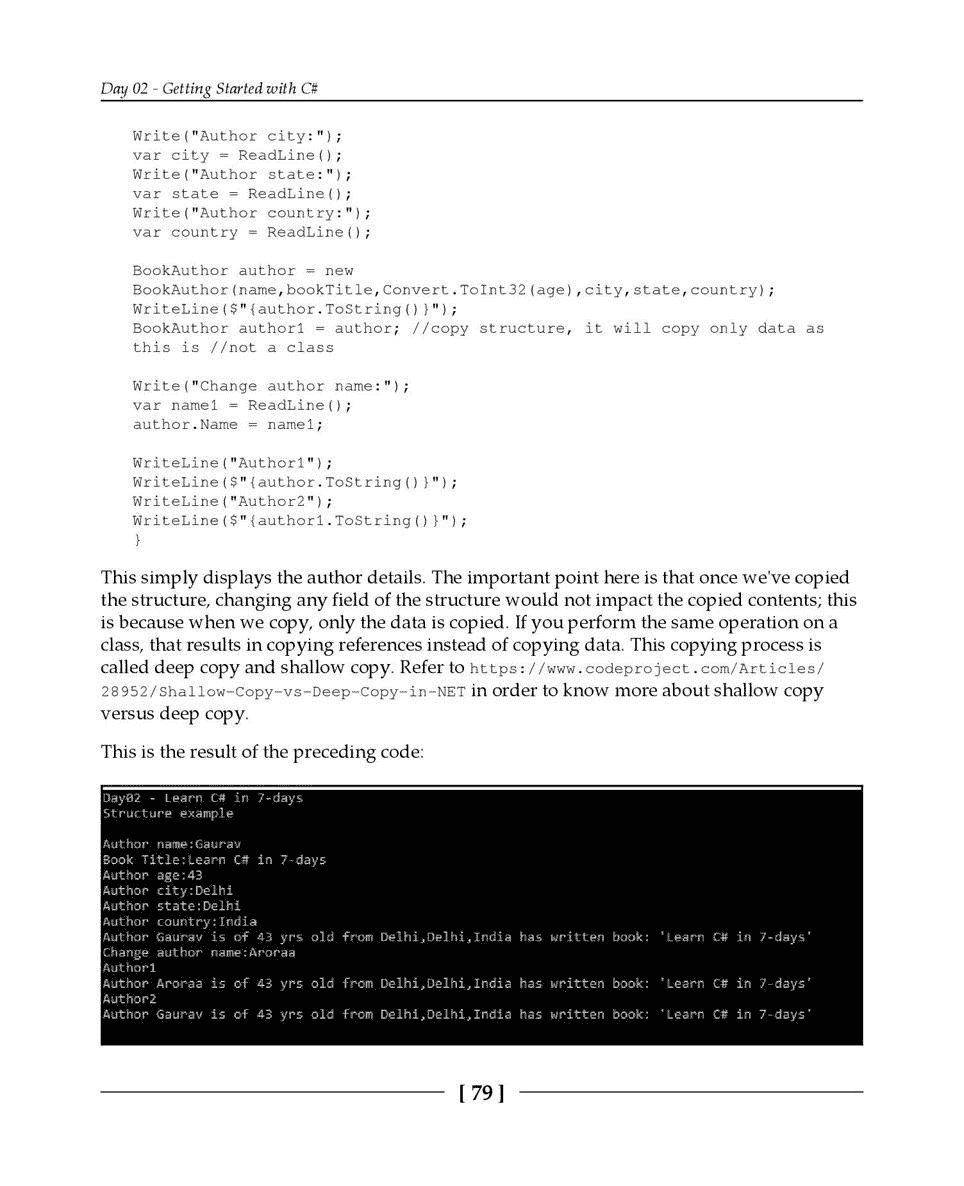 Day 02 - Getting Started with C#
Write("Author city:");
var city = ReadLine();
Write("Author state:");
var state = ReadLine();
Write("Author country:");
var country = ReadLine();
BookAuthor author = new
BookAuthor(name,bookTitle,Convert.ToInt32(age),city,state,country);
WriteLine($"{author.ToString()}");
BookAuthor author1 = author; //copy structure, it will copy only data as
this is //not a class
Write("Change author name:");
var name1 = ReadLine();
author.Name = name1;
WriteLine("Author1");
WriteLine($"{author.ToString()}");
WriteLine("Author2");
WriteLine($"{author1.ToString()}");
}
This simply displays the author details. The important point here is that once we've copied
the structure, changing any field of the structure would not impact the copied contents; this
is because when we copy, only the data is copied. If you perform the same operation on a
class, that results in copying references instead of copying data. This copying process is
called deep copy and shallow copy. Refer to https://www.codeproject.com/Articles/
28952/Shallow-Copy-vs-Deep-Copy-in-NET in order to know more about shallow copy
versus deep copy.
This is the result of the preceding code:
Day02 - Learn C# in 7-days
Structure example
Author name:Gaurav
Book Title:Learn C# in 7-days
Author age:43
Author city:Delhi
Author state:Delhi
Author country:India
Author Gaurav is of 43 yrs old from Delhi,Delhi,India has written book: 'Learn C# in 7-days'
Change author name:Aroraa
Author1
Author Aroraa is of 43 yrs old from Delhi,Delhi,India has written book: 'Learn C# in 7-days'
Author2
Author Gaurav is of 43 yrs old from Delhi,Delhi,India has written book: 'Learn C# in 7-days'
[ 79 ]